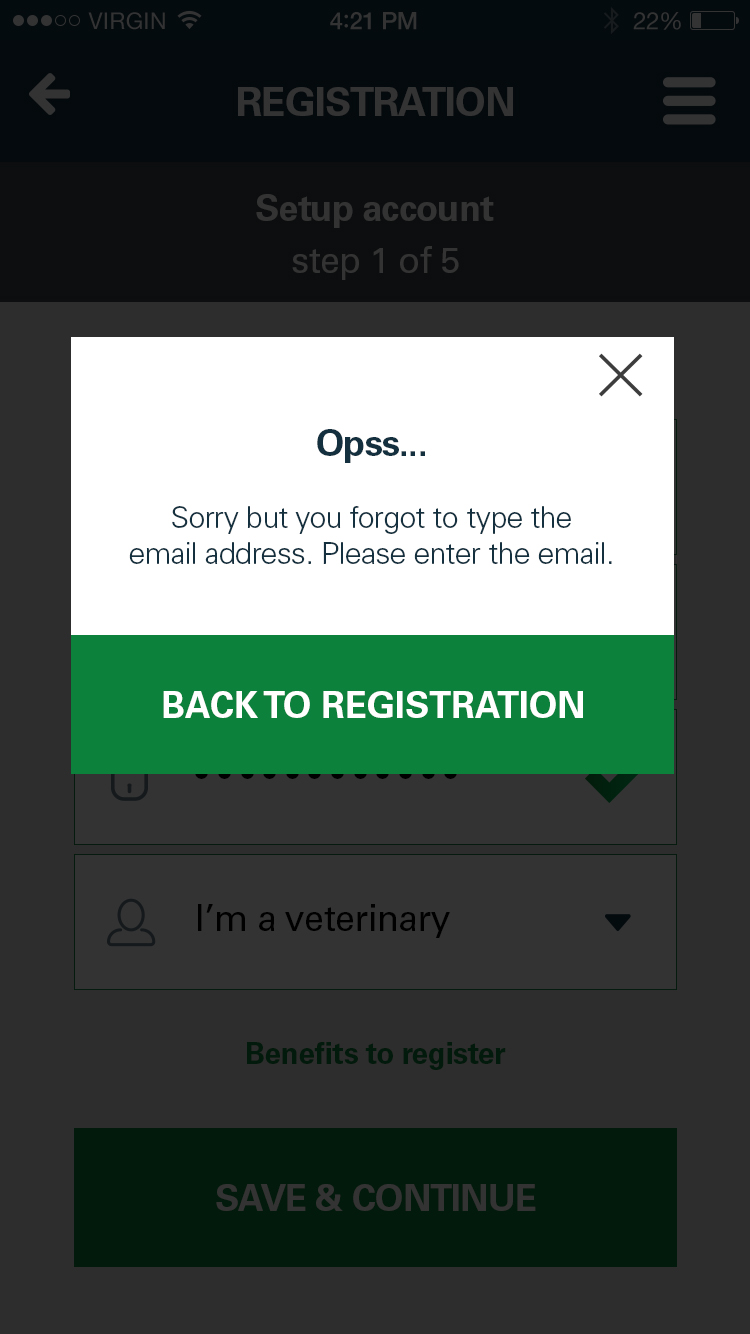 VIRGIN 4:21 PM 22%
REGISTRATION
Setup account
step 1 of 5
Opss...
Sorry but you forgot to type the
email address. Please enter the email.
BACK TO REGISTRATION
I’m a veterinary
Benefits to register
SAVE & CONTINUE